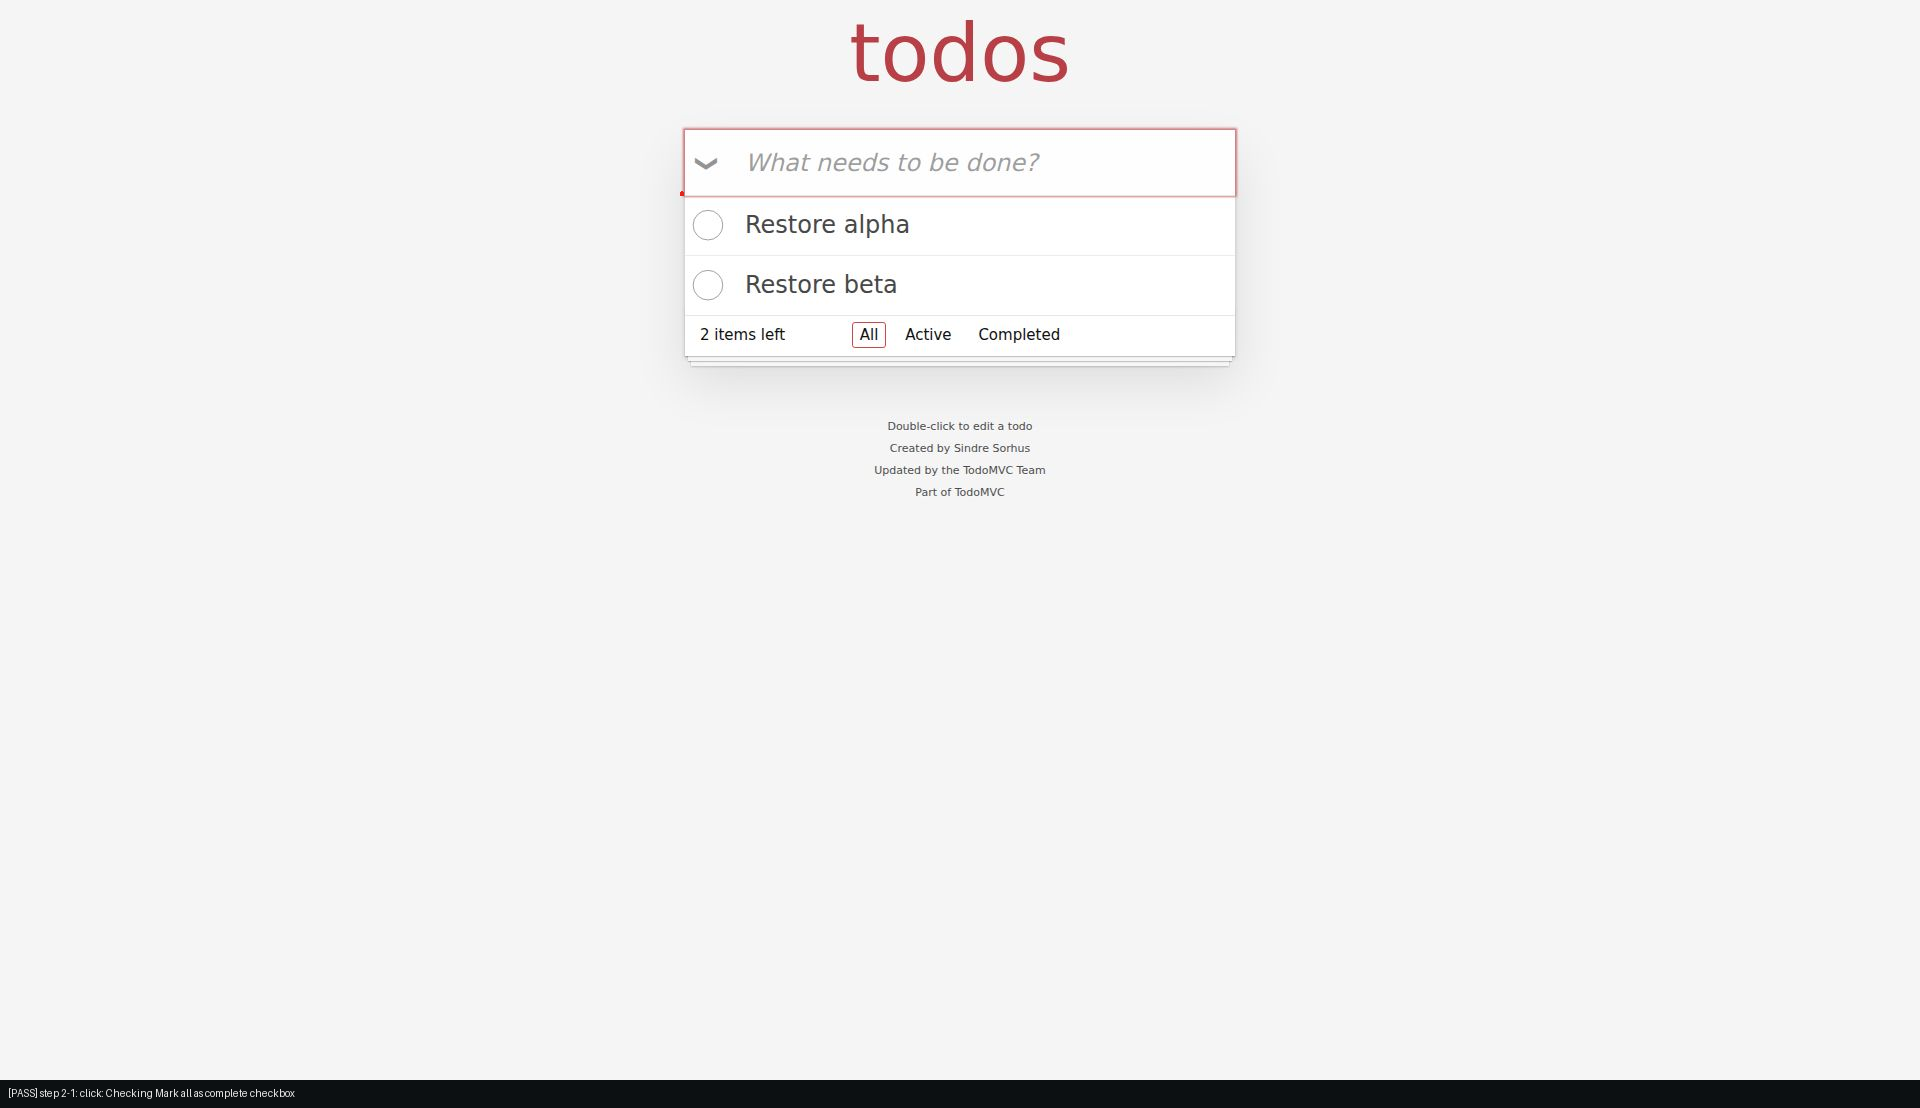 todos
What needs to be done?
Restore alpha
Restore beta
2 items left All Active Completed
Double-click to edit a todo
Created by Sindre Sorhus
Updated by the TodoMVC Team
Part of TodoMVC
[PASS] step 2-1: click: Checking Mark all as complete checkbox